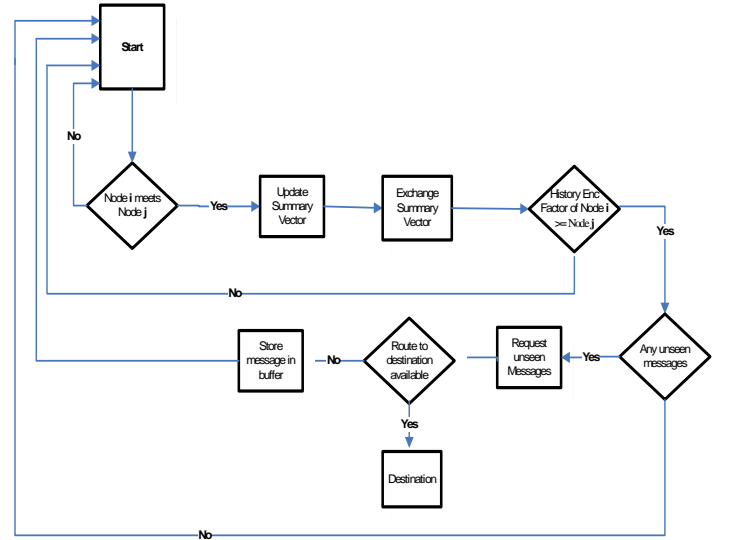 Start
No
Node i meets
Node j
Yes
Update
Summary
Vector
Exchange
Summary
Vector
History Enc
Factor of Node i
>= Node j
Yes
No
Store
message in
buffer
No
Route to
destination
available
Request
unseen
Messages
Yes
Any unseen
messages
Yes
Destination
No